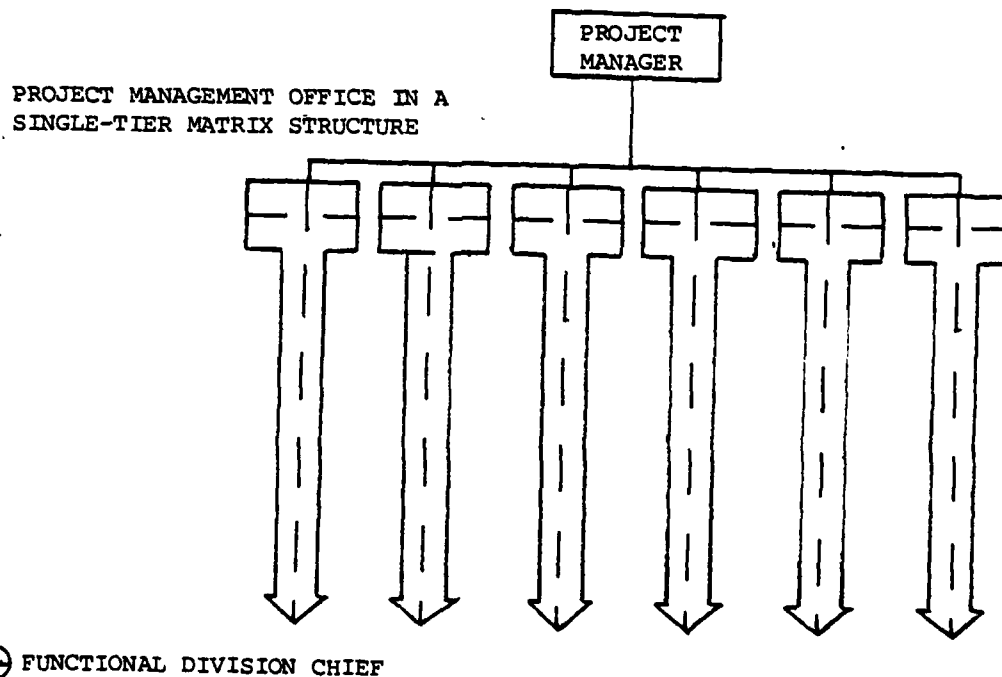 PROJECT
MANAGER
PROJECT MANAGEMENT OFFICE IN A
SINGLE-TIER MATRIX STRUCTURE
FUNCTIONAL DIVISION CHIEF